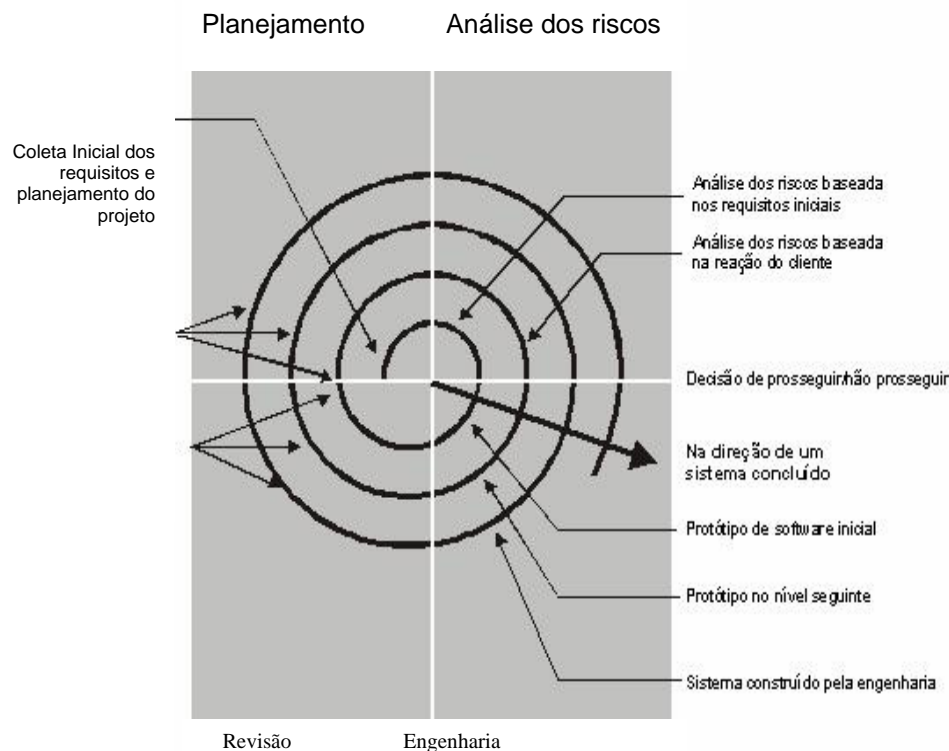 Planejamento
Análise dos riscos
Coleta Inicial dos
requisitos e
planejamento do
projeto
Análise dos riscos baseada
nos requisitos iniciais
Análise dos riscos baseada
na reação do cliente
Decisão de prosseguir/não prosseguir
Na direção de um
sistema concluído
Protótipo de software inicial
Protótipo no nível seguinte
Sistema construído pela engenharia
Revisão
Engenharia